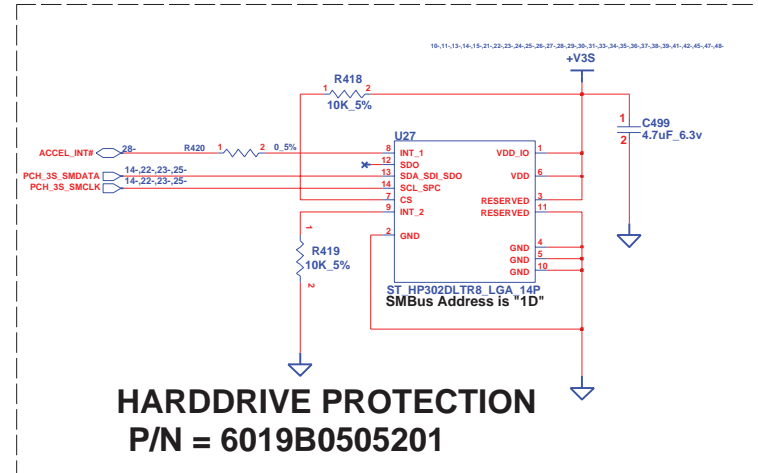 10-,11-,13-,14-,15-,21-,22-,23-,24-,25-,26-,27-,28-,29-,30-,31-,33-,34-,35-,36-,37-,38-,39-,41-,42-,45-,47-,48-
+V3S
R418
1 2
10K_5%
1
C499
4.7uF_6.3v
2
U27
ACCEL_INT# 28- R420 1 2 0_5% 8 INT_1 VDD_IO 1
12 SDO
PCH_3S_SMDATA 14-,22-,23-,25- 13 SDA_SDI_SDO VDD 6
PCH_3S_SMCLK 14-,22-,23-,25- 14 SCL_SPC
7 CS RESERVED 3
9 INT_2 RESERVED 11
1
2 GND
R419
10K_5%
2
GND 4
GND 5
GND 10
ST_HP302DLTR8_LGA_14P
SMBus Address is "1D"
HARDDRIVE PROTECTION
P/N = 6019B0505201